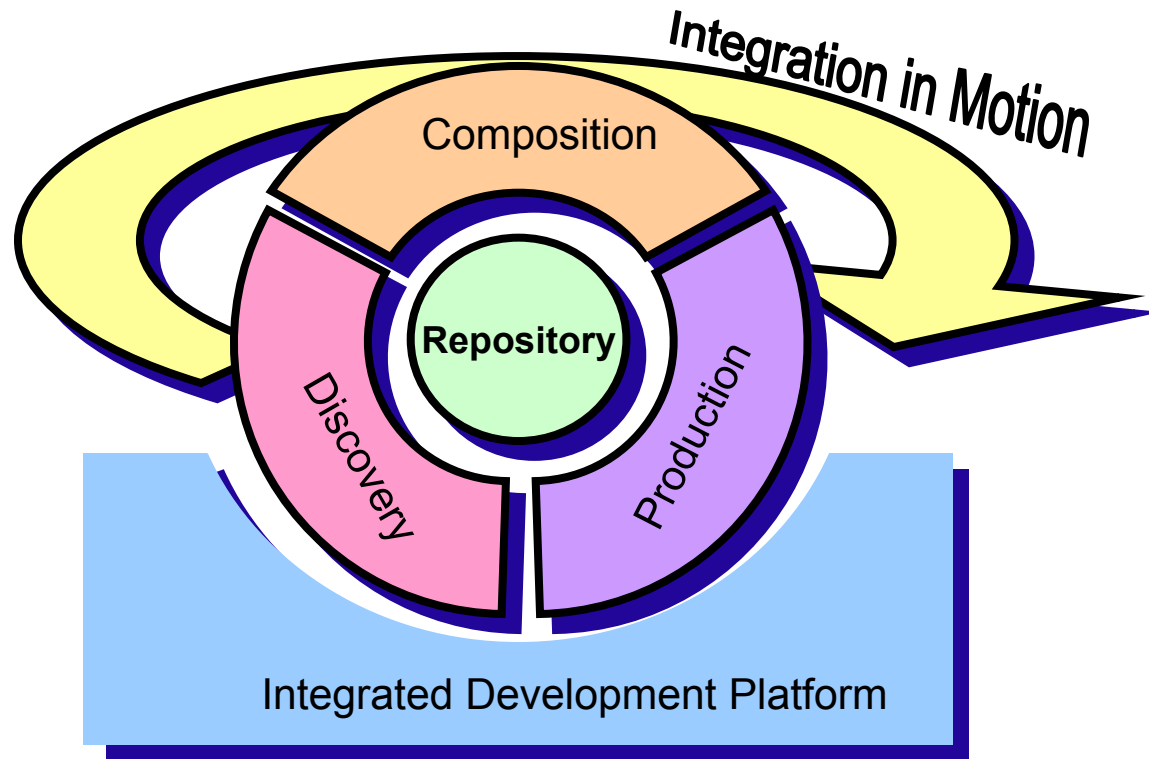 Integration in Motion
Composition
Repository
Discovery
Production
Integrated Development Platform